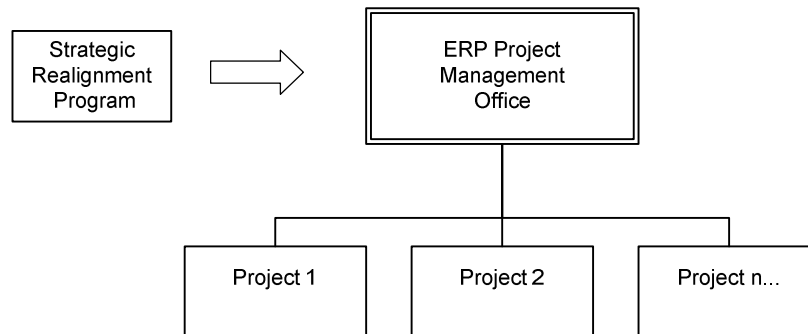 Strategic
Realignment
Program
ERP Project
Management
Office
Project 1
Project 2
Project n...